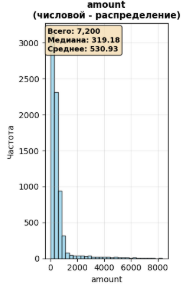 amount
(числовой - распределение)
Всего: 7,200
Медиана: 319.18
Среднее: 530.93
Частота
3000
2500
2000
1500
1000
500
0
0 2000 4000 6000 8000
amount